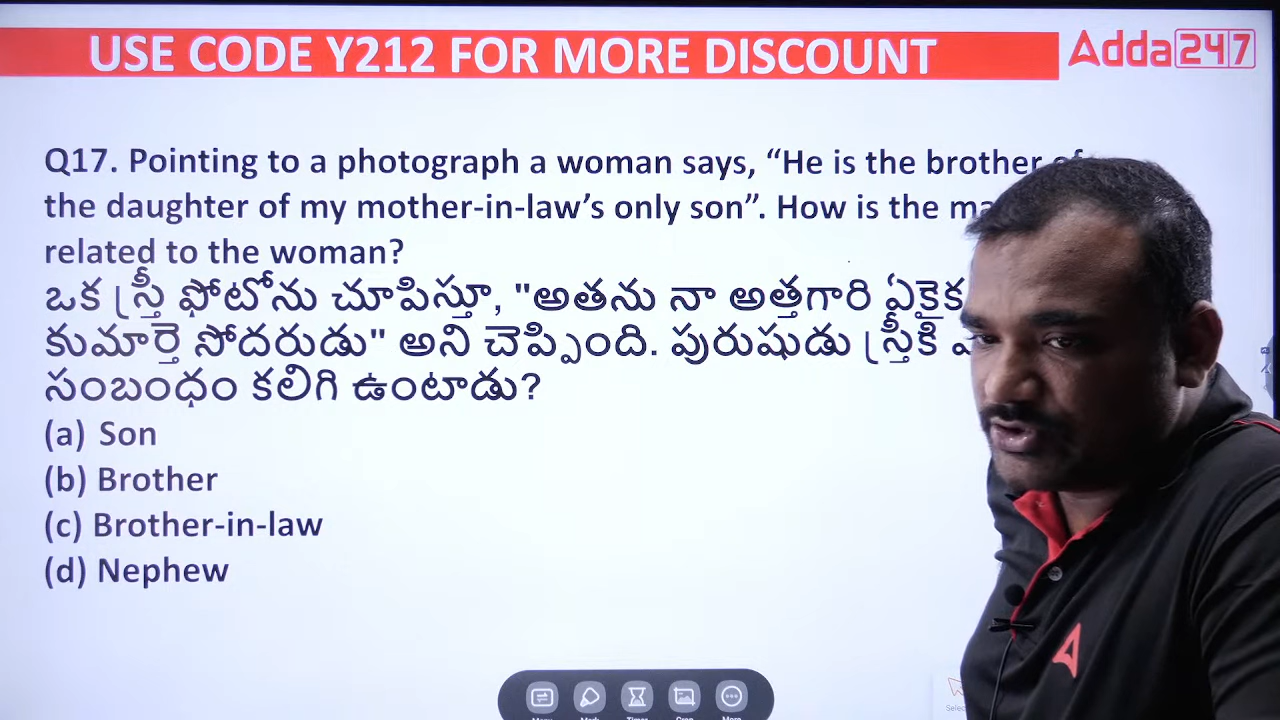 USE CODE Y212 FOR MORE DISCOUNT
Adda247
Q17. Pointing to a photograph a woman says, “He is the brother of
the daughter of my mother-in-law’s only son”. How is the
related to the woman?
ఒక స్త్రీ ఫోటోను చూపిస్తూ, "అతను నా అత్తగారి ఏకైక
కుమార్తె సోదరుడు" అని చెప్పింది. పురుషుడు స్త్రీకి
సంబంధం కలిగి ఉంటాడు?
(a) Son
(b) Brother
(c) Brother-in-law
(d) Nephew